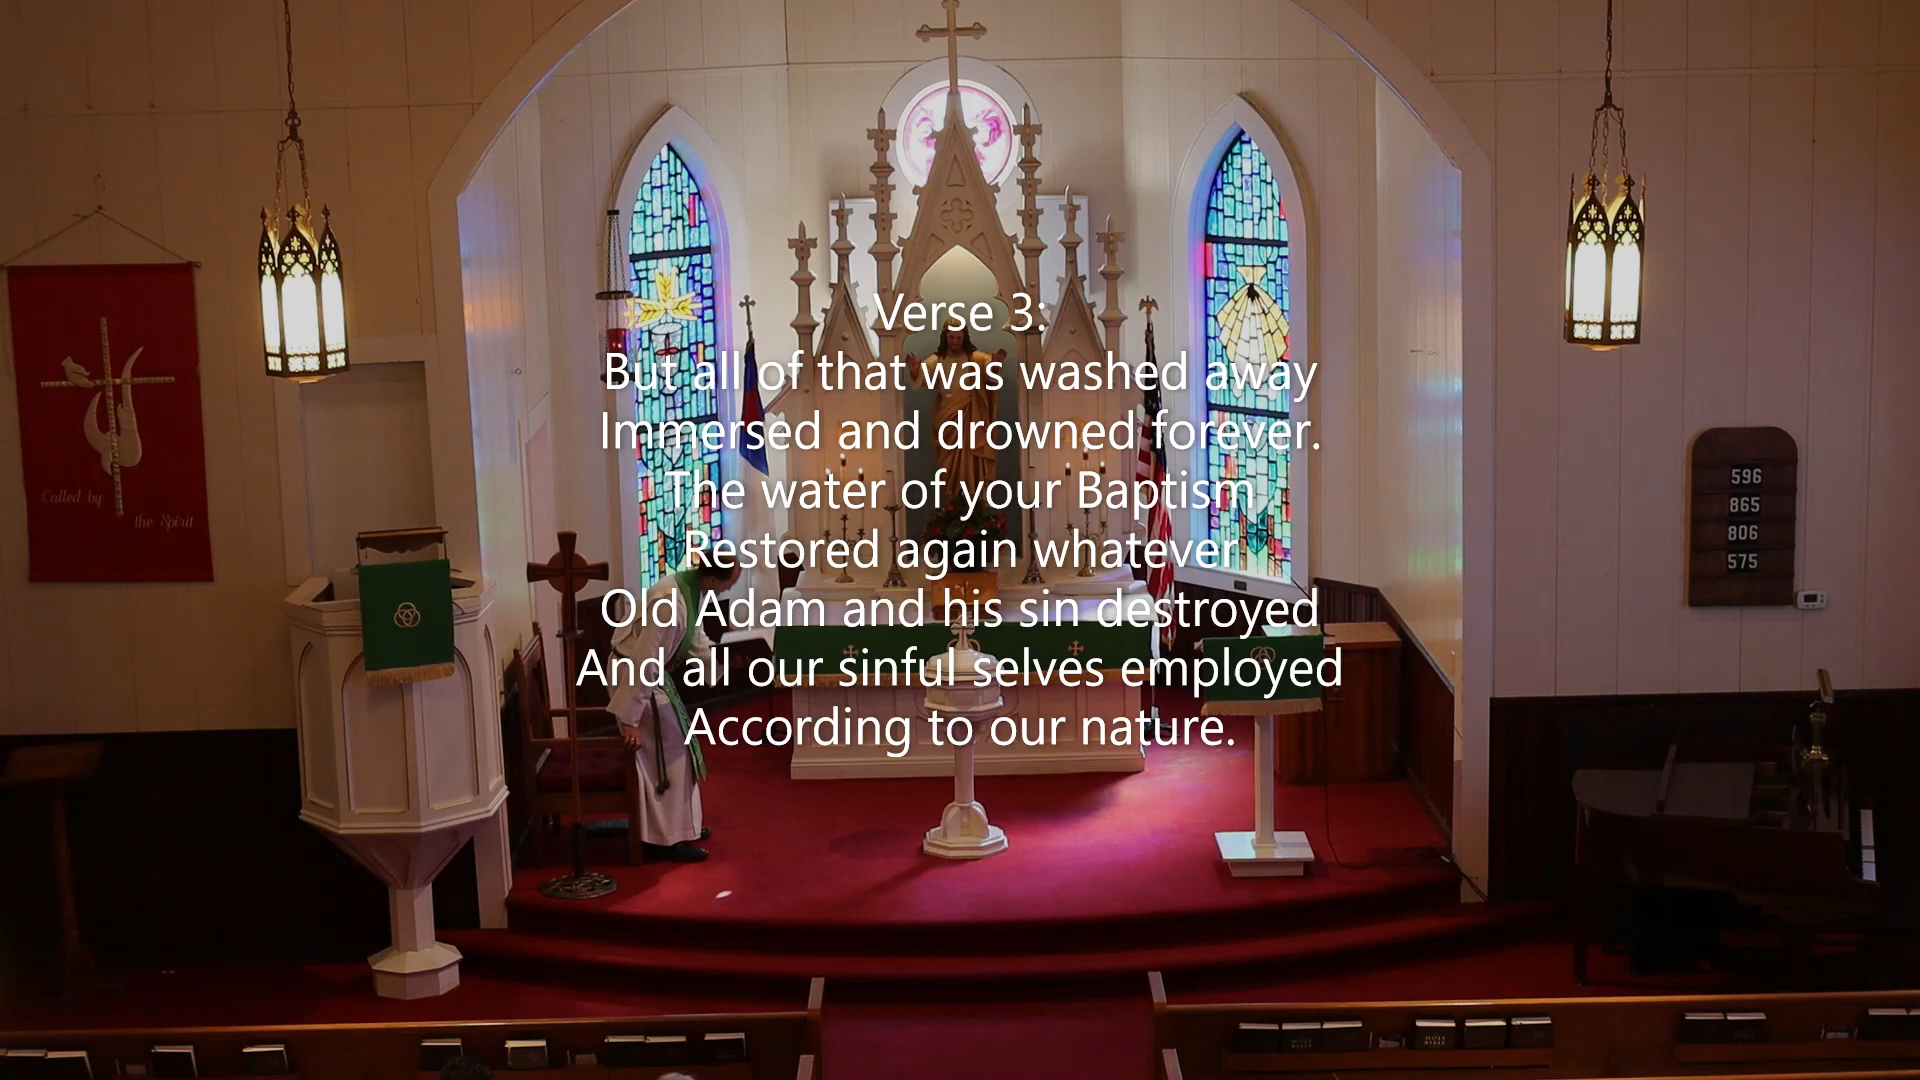 Verse 3:
But all of that was washed away
Immersed and drowned forever.
The water of your Baptism
Restored again whatever
Old Adam and his sin destroyed
And all our sinful selves employed
According to our nature.
Called by
the Spirit
596
865
806
575
HOLY
BIBLE